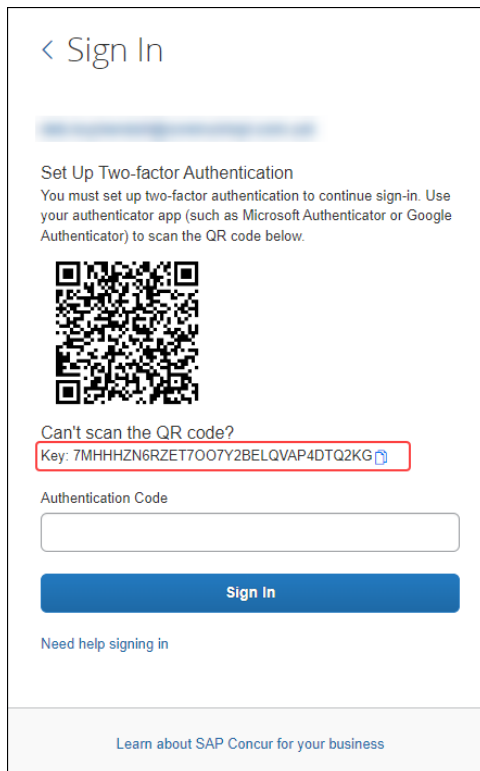 < Sign In
Set Up Two-factor Authentication
You must set up two-factor authentication to continue sign-in. Use
your authenticator app (such as Microsoft Authenticator or Google
Authenticator) to scan the QR code below.
Can't scan the QR code?
Key: 7MHHHZN6RZET7OO7Y2BELQVAP4DTQ2KG
Authentication Code
Sign In
Need help signing in
Learn about SAP Concur for your business